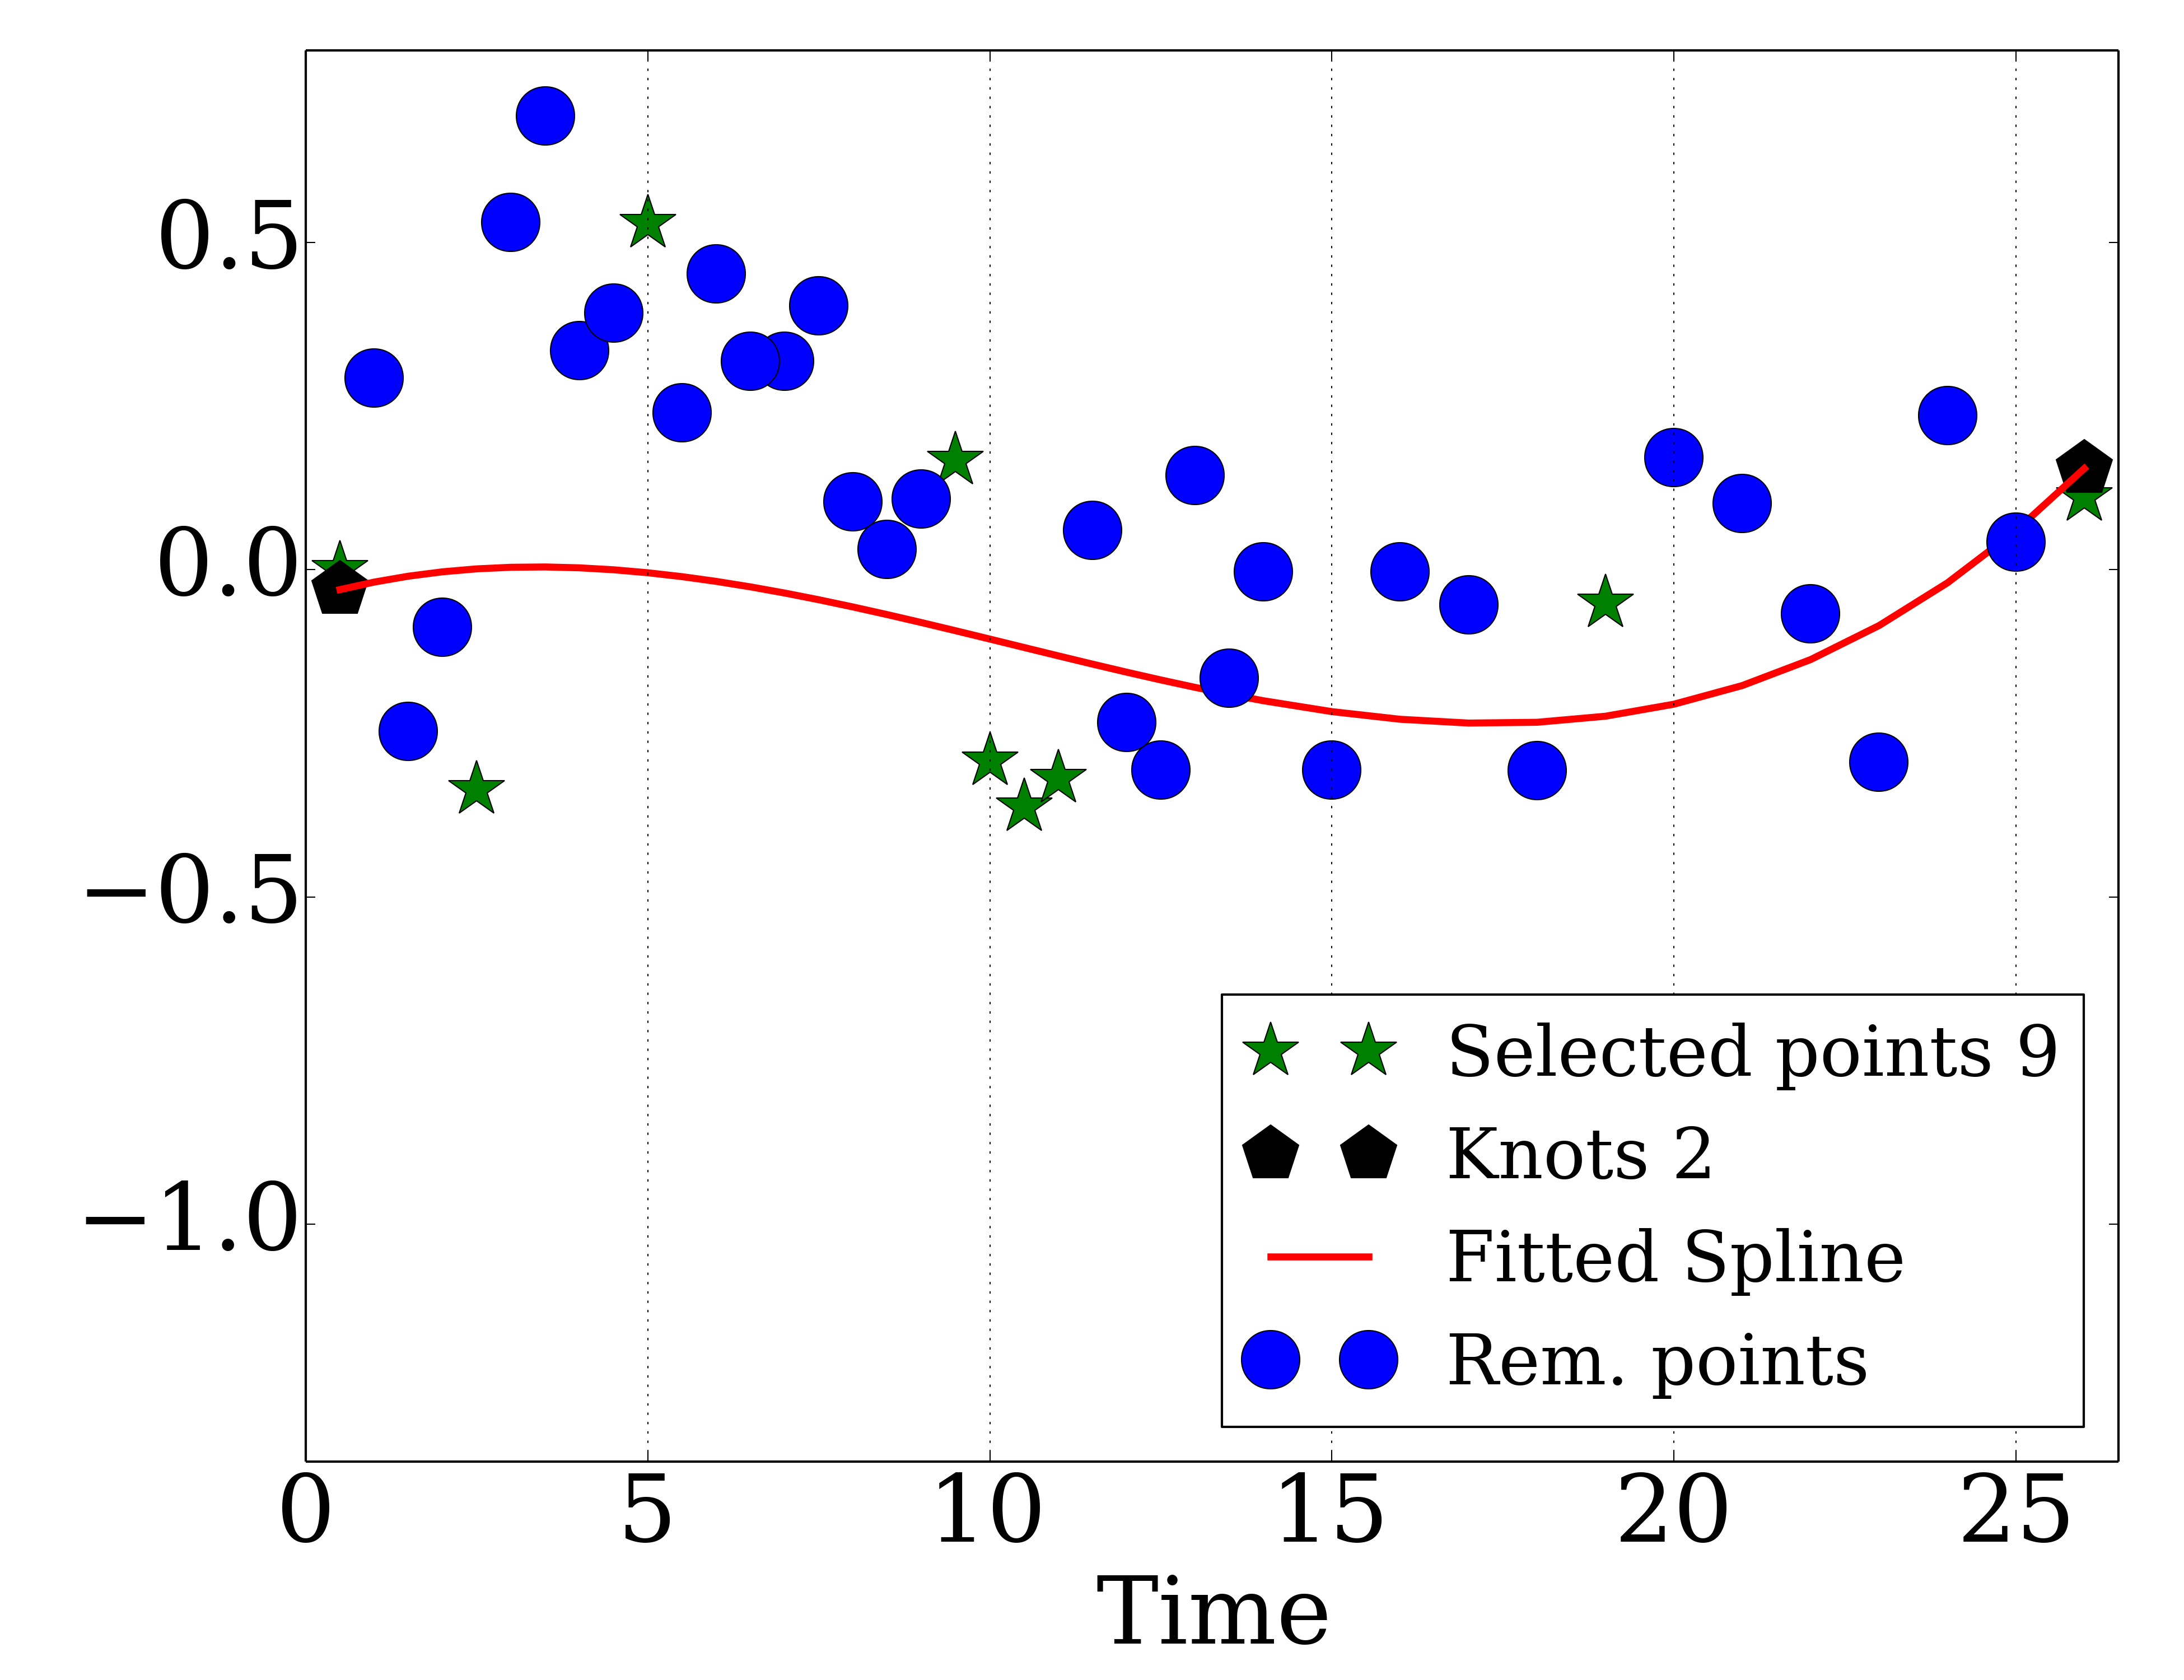 0.5
0.0
−0.5
−1.0
Selected points 9
Knots 2
Fitted Spline
Rem. points
0 5 10 15 20 25
Time